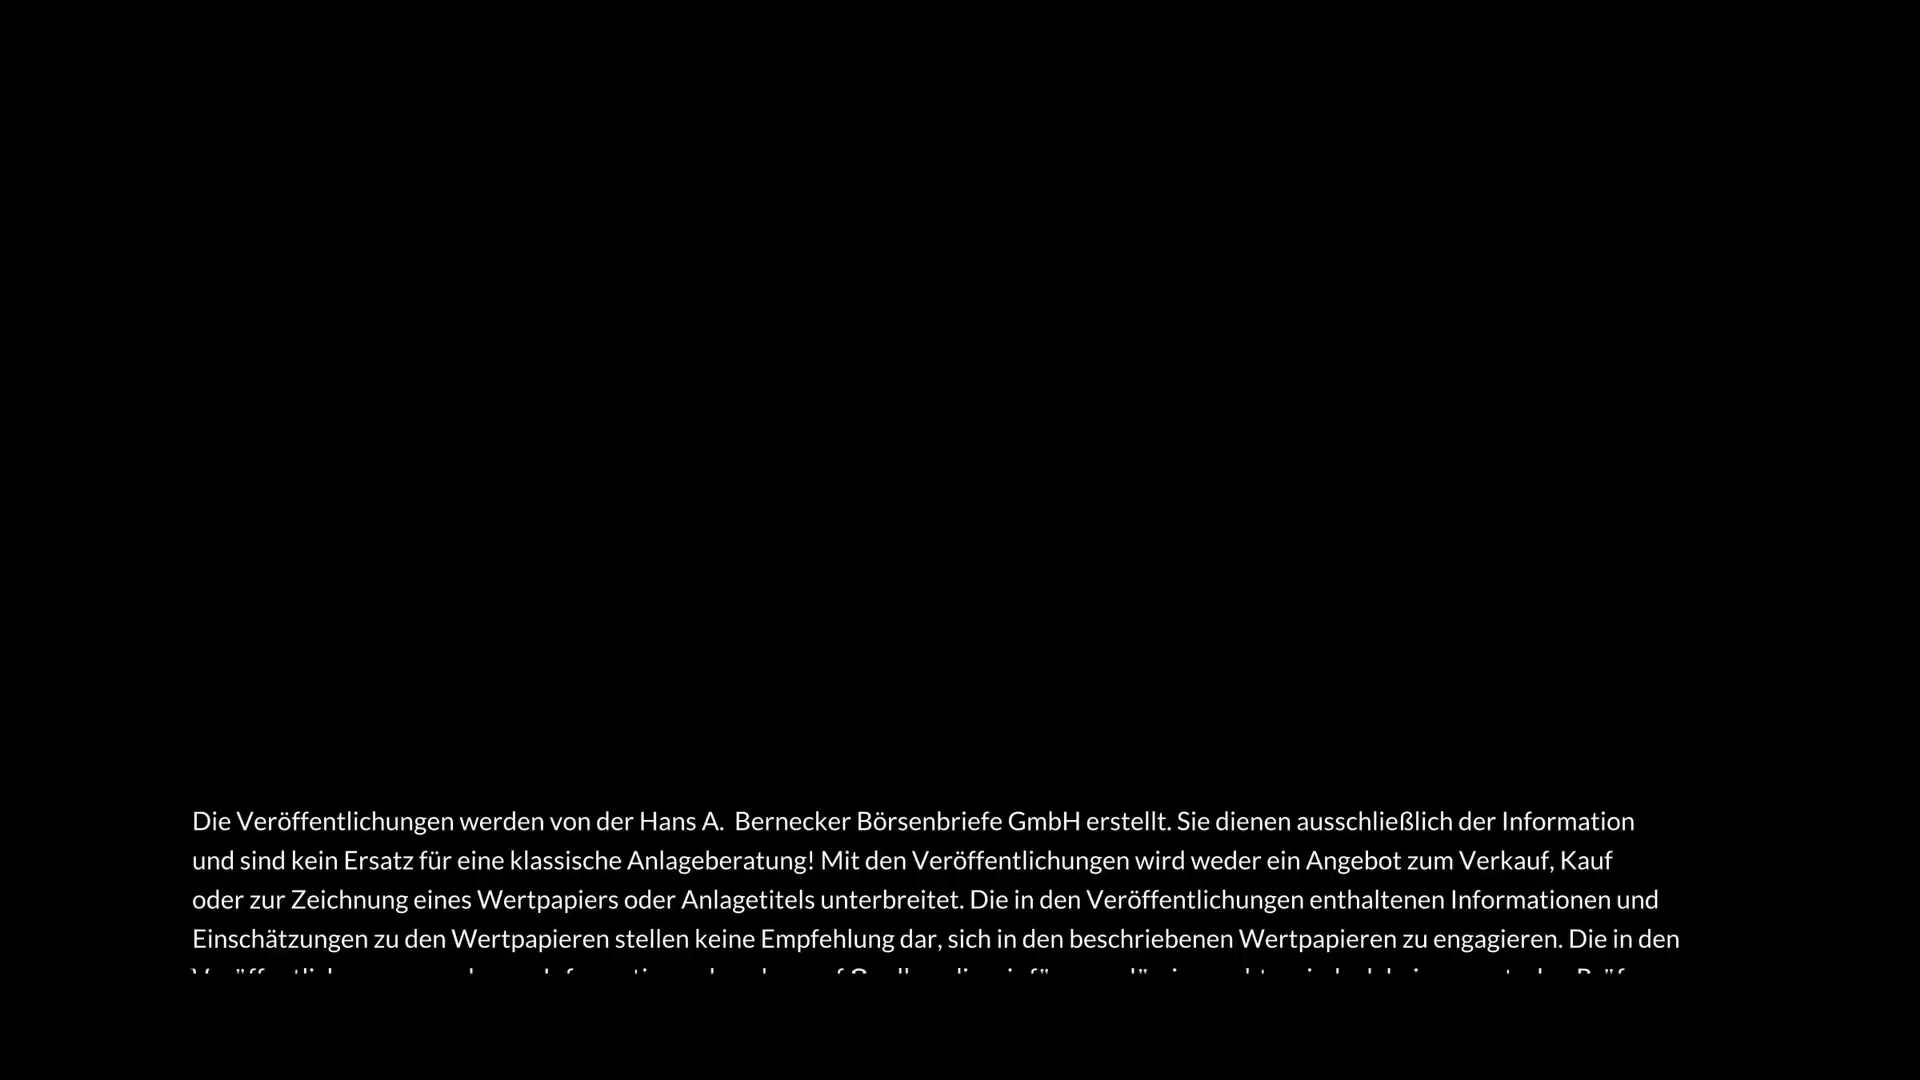 Die Veröffentlichungen werden von der Hans A. Bernecker Börsenbriefe GmbH erstellt. Sie dienen ausschließlich der Information
und sind kein Ersatz für eine klassische Anlageberatung! Mit den Veröffentlichungen wird weder ein Angebot zum Verkauf, Kauf
oder zur Zeichnung eines Wertpapiers oder Anlagetitels unterbreitet. Die in den Veröffentlichungen enthaltenen Informationen und
Einschätzungen zu den Wertpapieren stellen keine Empfehlung dar, sich in den beschriebenen Wertpapieren zu engagieren. Die in den